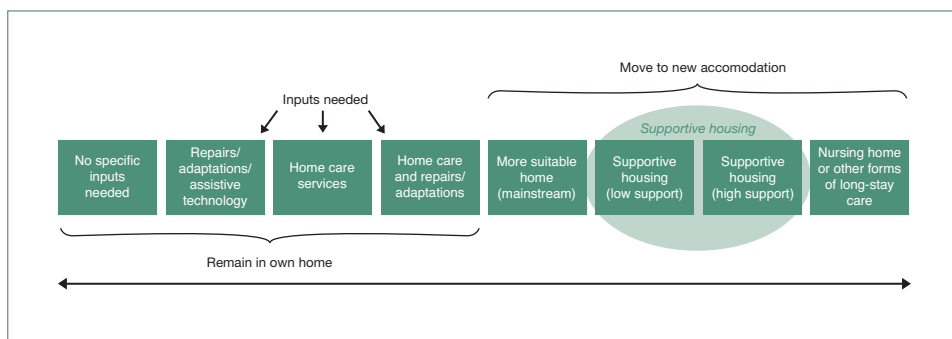 Move to new accomodation
Inputs needed
Supportive housing
No specific
inputs
needed
Repairs/
adaptations/
assistive
technology
Home care
services
Home care
and repairs/
adaptations
More suitable
home
(mainstream)
Supportive
housing
(low support)
Supportive
housing
(high support)
Nursing home
or other forms
of long-stay
care
Remain in own home